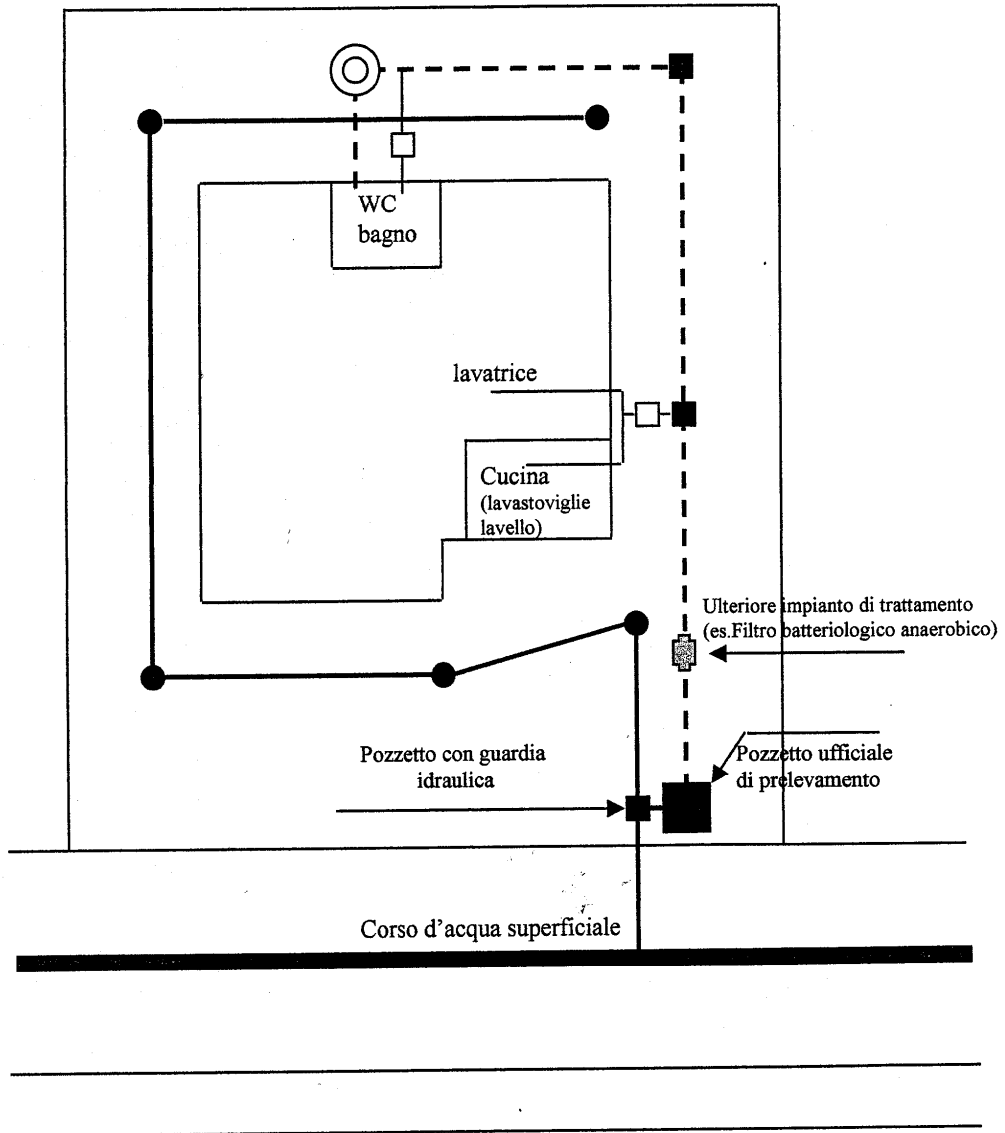 WC
bagno
lavatrice
Cucina
(lavastoviglie
lavello)
Ulteriore impianto di trattamento
(es.Filtro batteriologico anaerobico)
Pozzetto con guardia
idraulica
Pozzetto ufficiale
di prelevamento
Corso d'acqua superficiale